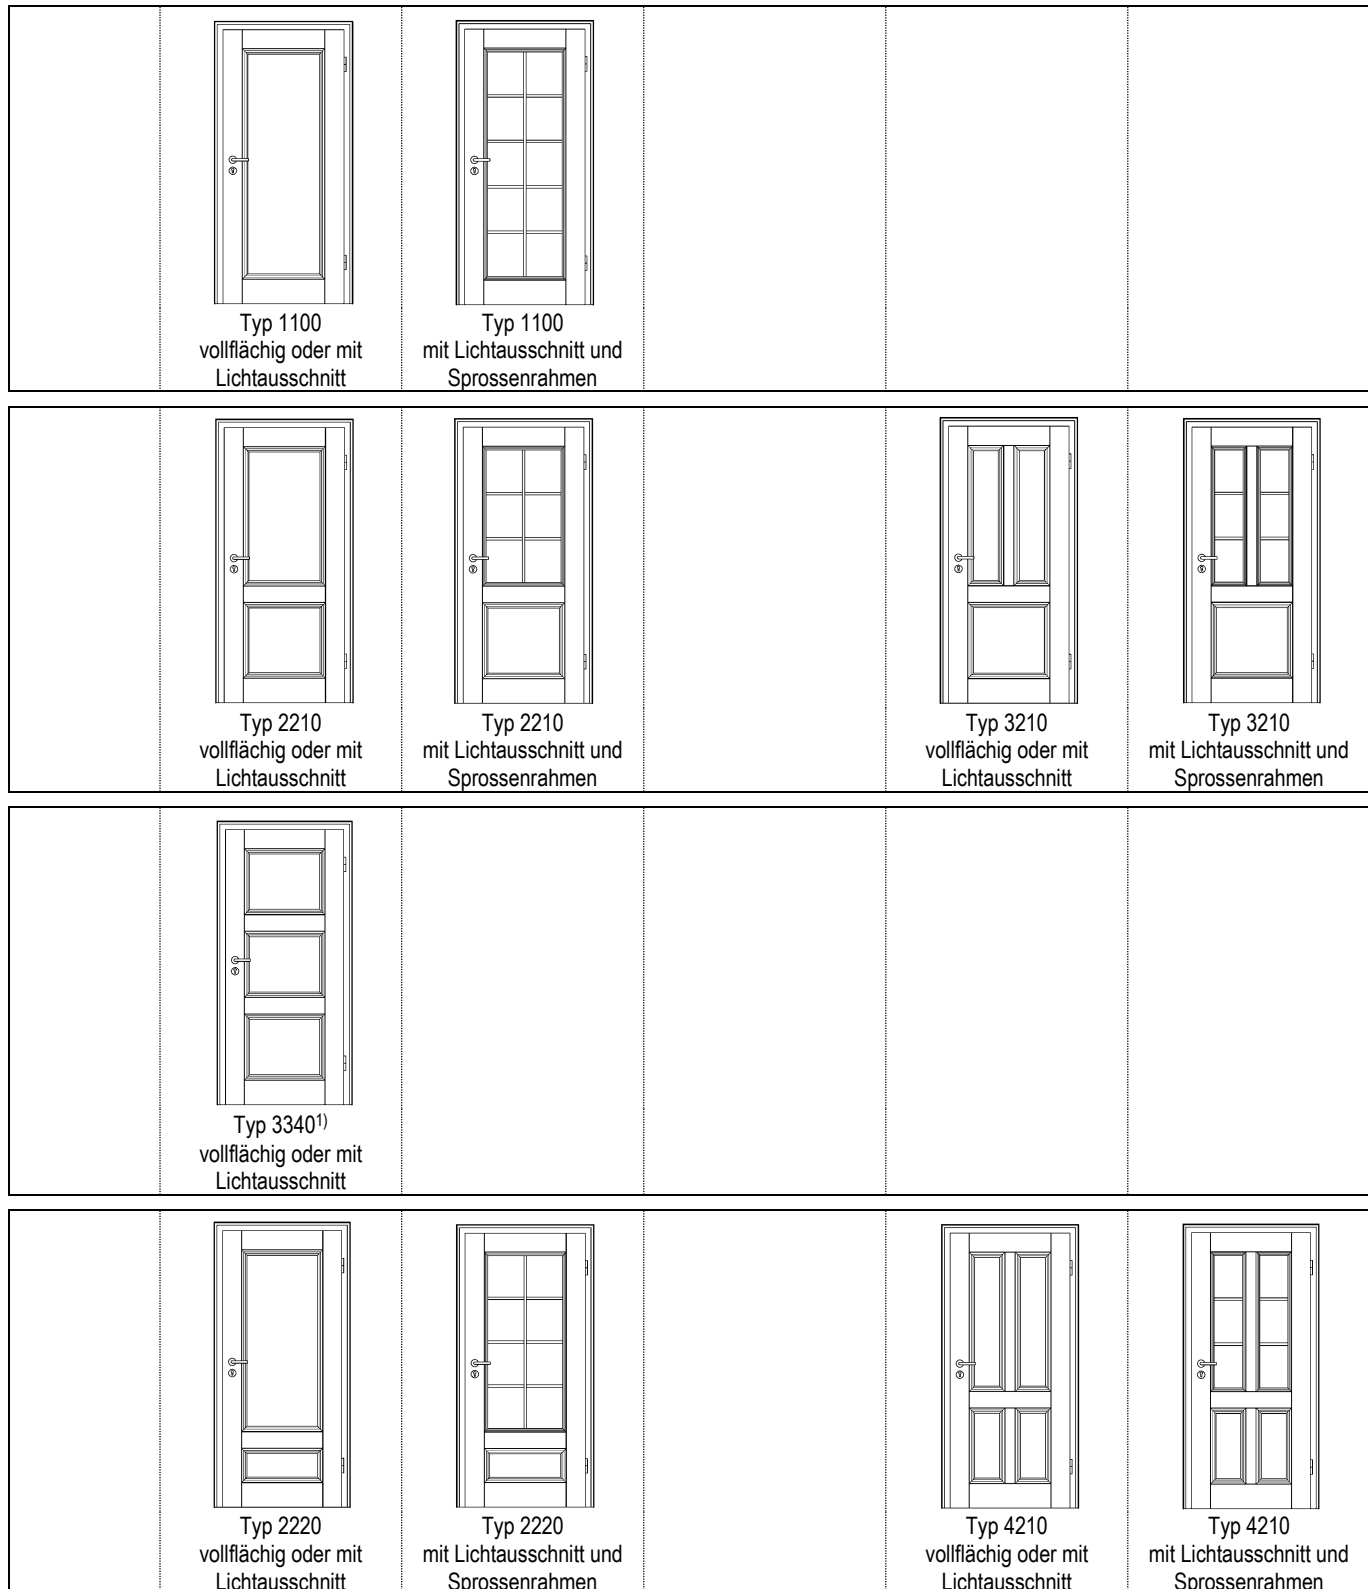 Typ 1100
vollflächig oder mit
Lichtausschnitt
Typ 1100
mit Lichtausschnitt und
Sprossenrahmen
Typ 2210
vollflächig oder mit
Lichtausschnitt
Typ 2210
mit Lichtausschnitt und
Sprossenrahmen
Typ 3210
vollflächig oder mit
Lichtausschnitt
Typ 3210
mit Lichtausschnitt und
Sprossenrahmen
Typ 3340¹⁾
vollflächig oder mit
Lichtausschnitt
Typ 2220
vollflächig oder mit
Lichtausschnitt
Typ 2220
mit Lichtausschnitt und
Sprossenrahmen
Typ 4210
vollflächig oder mit
Lichtausschnitt
Typ 4210
mit Lichtausschnitt und
Sprossenrahmen